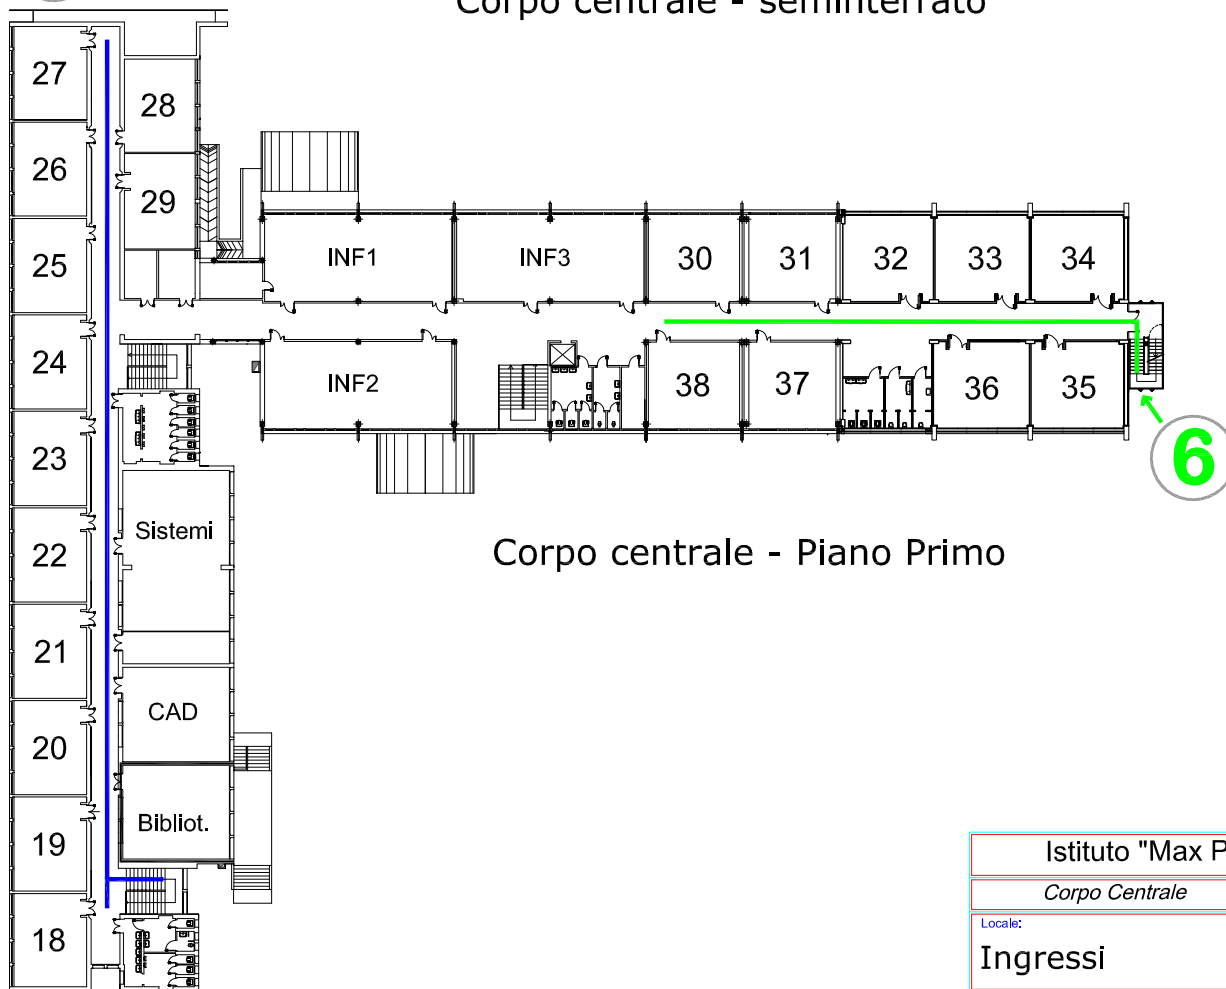 Corpo centrale - seminterrato
27
28
26
29
25
INF1
INF3
30
31
32
33
34
24
INF2
38
37
36
35
23
6
Sistemi
22
Corpo centrale - Piano Primo
21
CAD
20
Bibliot.
19
Istituto "Max P
Corpo Centrale
Locale:
Ingressi
18